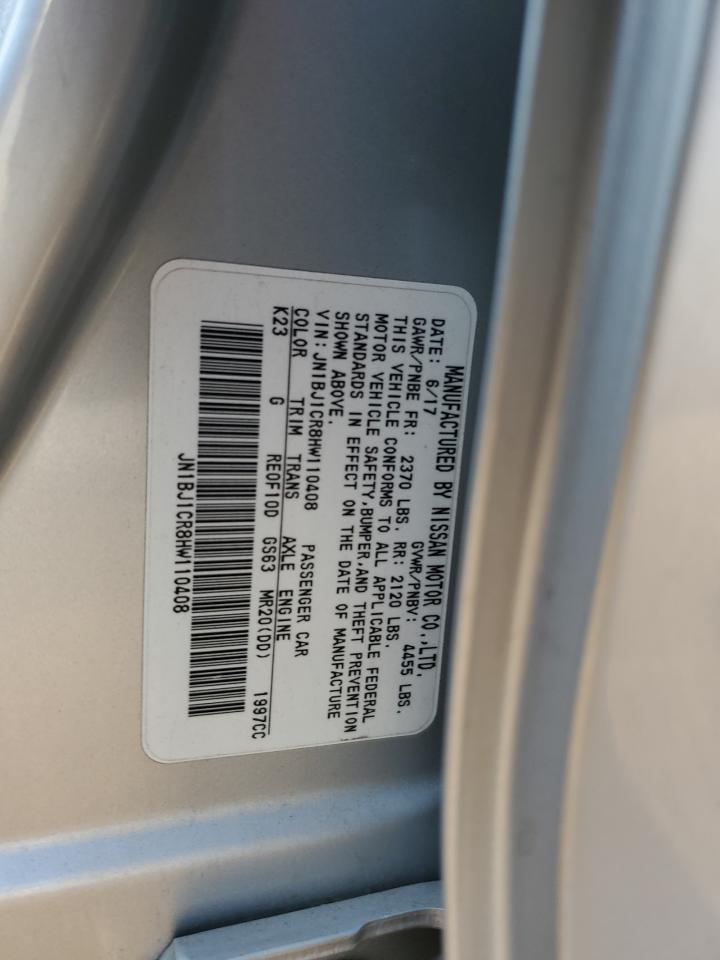 MANUFACTURED BY NISSAN MOTOR CO.,LTD.
DATE: 6/17 GVWR/PNBV: 4455 LBS.
GAWR/PNBE FR: 2370 LBS. RR: 2120 LBS.
THIS VEHICLE CONFORMS TO ALL APPLICABLE FEDERAL
MOTOR VEHICLE SAFETY,BUMPER,AND THEFT PREVENTION
STANDARDS IN EFFECT ON THE DATE OF MANUFACTURE
SHOWN ABOVE.
VIN:JN1BJ1CR8HW110408 PASSENGER CAR
COLOR TRIM TRANS AXLE ENGINE
K23 G RE0F10D GS63 MR20(DD) 1997CC
JN1BJ1CR8HW110408